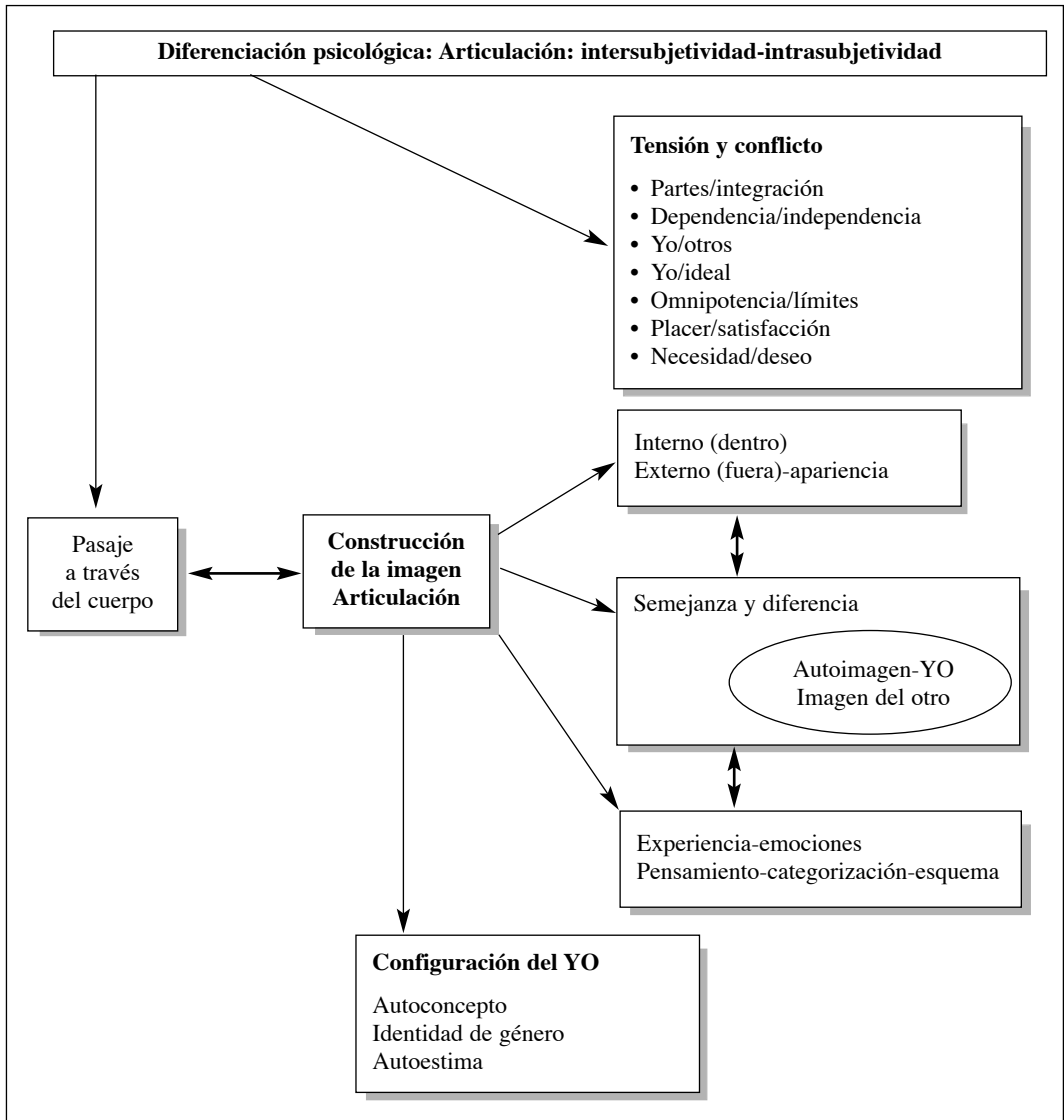 Diferenciación psicológica: Articulación: intersubjetividad-intrasubjetividad
Tensión y conflicto
• Partes/integración
• Dependencia/independencia
• Yo/otros
• Yo/ideal
• Omnipotencia/límites
• Placer/satisfacción
• Necesidad/deseo
Interno (dentro)
Externo (fuera)-apariencia
Pasaje
a través
del cuerpo
Construcción
de la imagen
Articulación
Semejanza y diferencia
Autoimagen-YO
Imagen del otro
Experiencia-emociones
Pensamiento-categorización-esquema
Configuración del YO
Autoconcepto
Identidad de género
Autoestima